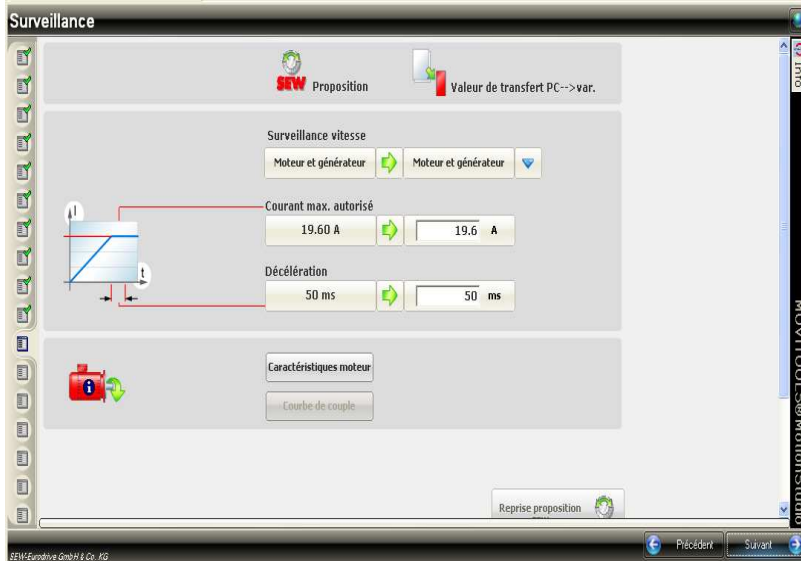 Surveillance
SEW Proposition
Valeur de transfert PC-->var.
Surveillance vitesse
Moteur et générateur
Moteur et générateur
Courant max. autorisé
19.60 A
19.6 A
Décélération
50 ms
50 ms
I
t
Caractéristiques moteur
Courbe de couple
Reprise proposition
Précédent
Suivant
SEW-Eurodrive GmbH & Co. KG
Info
MOVITOOLS® MotionStudio